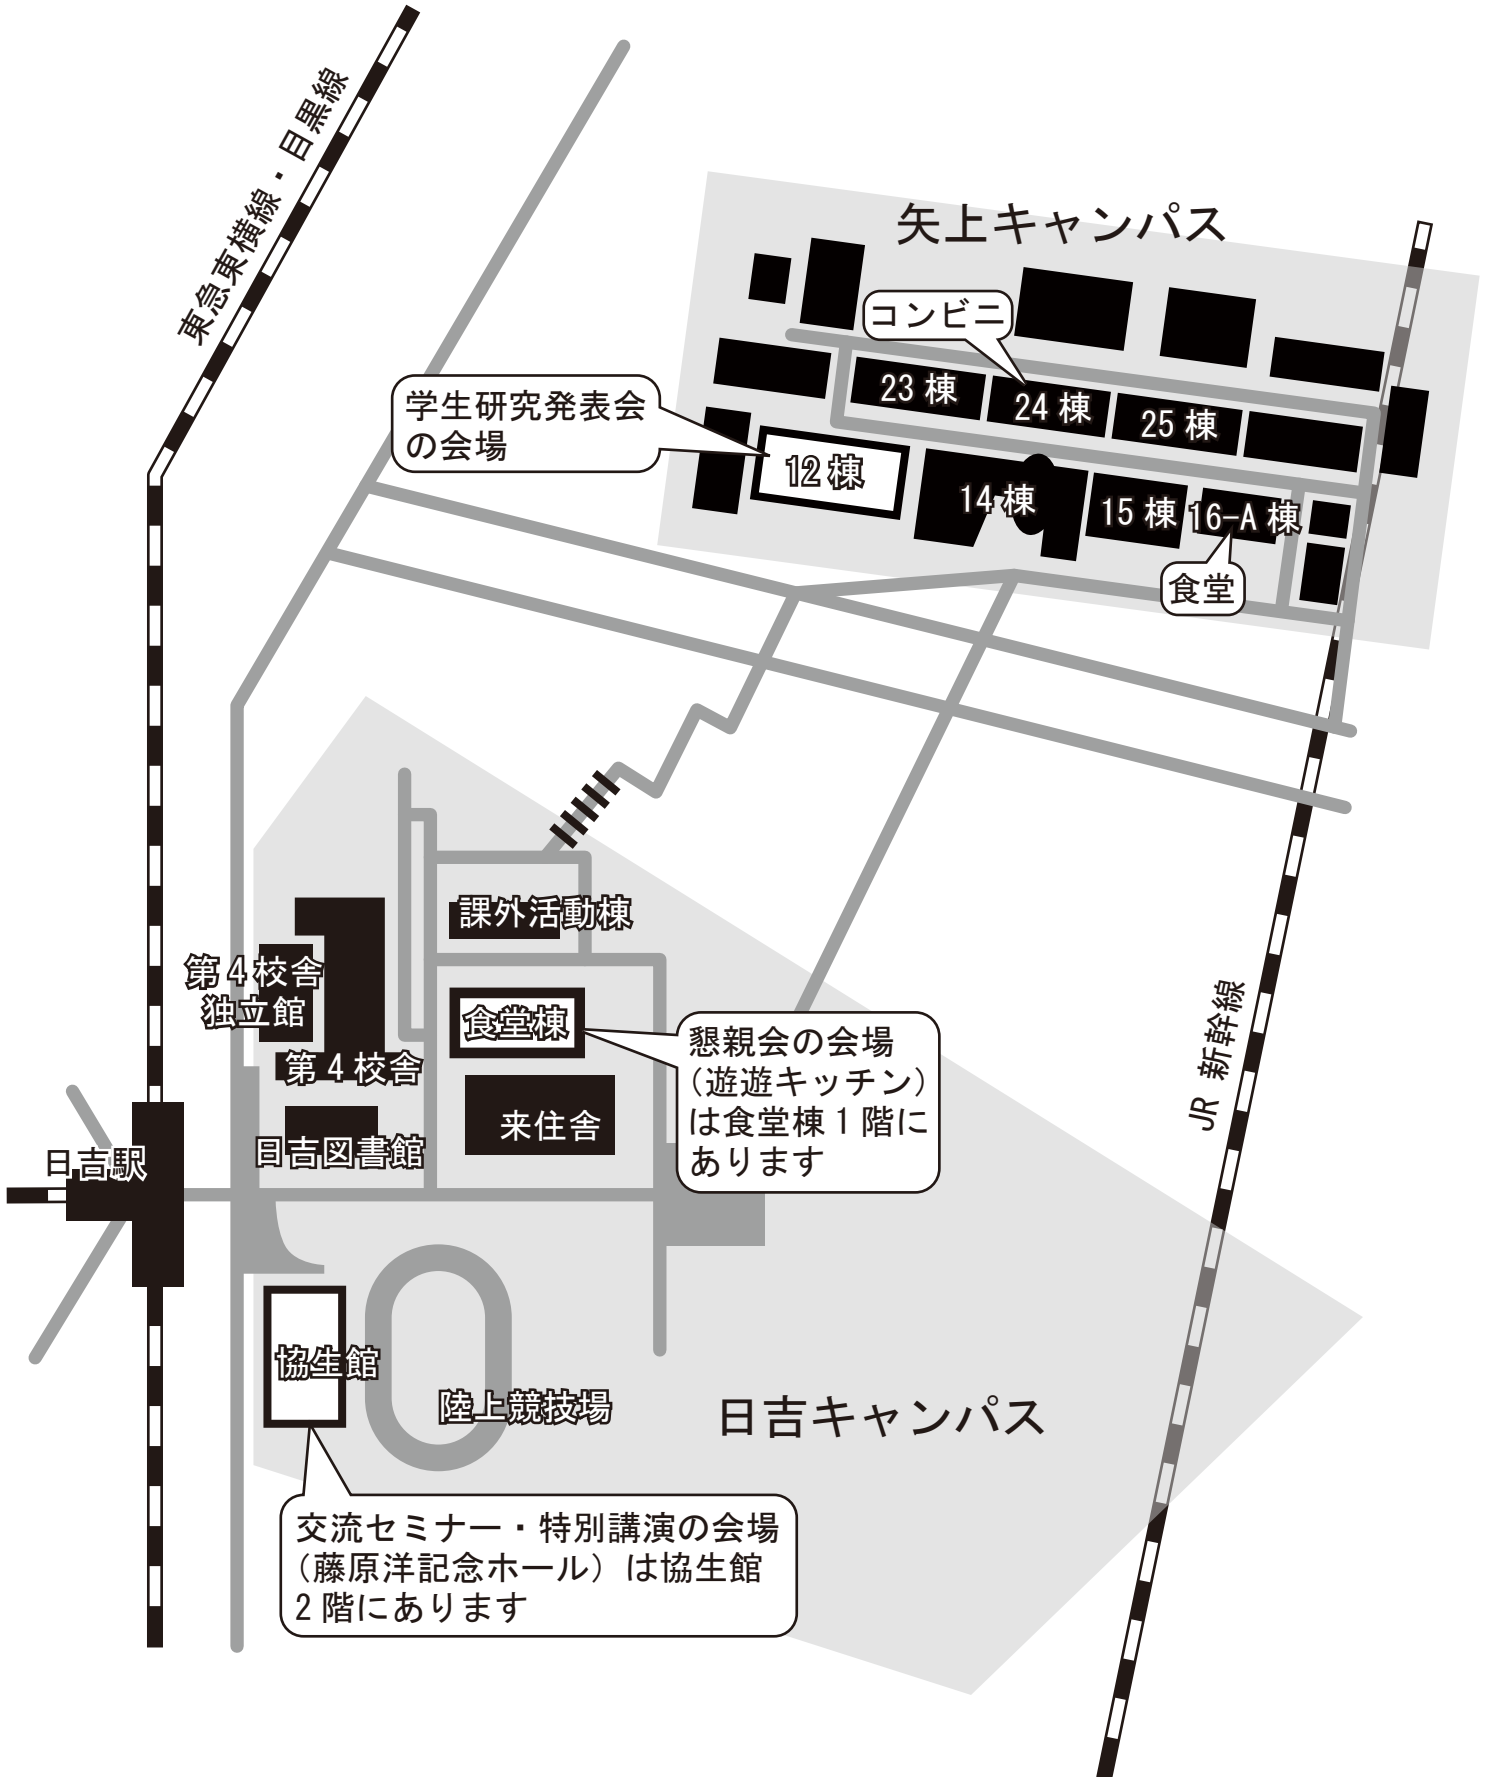 東急東横線・目黒線
矢上キャンパス
コンビニ
学生研究発表会
の会場
23 棟
24 棟
25 棟
12 棟
14 棟
15 棟
16-A 棟
食堂
課外活動棟
第 4 校舎
独立館
食堂棟
懇親会の会場
（遊遊キッチン）
は食堂棟 1 階に
あります
JR 新幹線
第 4 校舎
来住舎
日吉図書館
日吉駅
協生館
陸上競技場
日吉キャンパス
交流セミナー・特別講演の会場
（藤原洋記念ホール）は協生館
2 階にあります